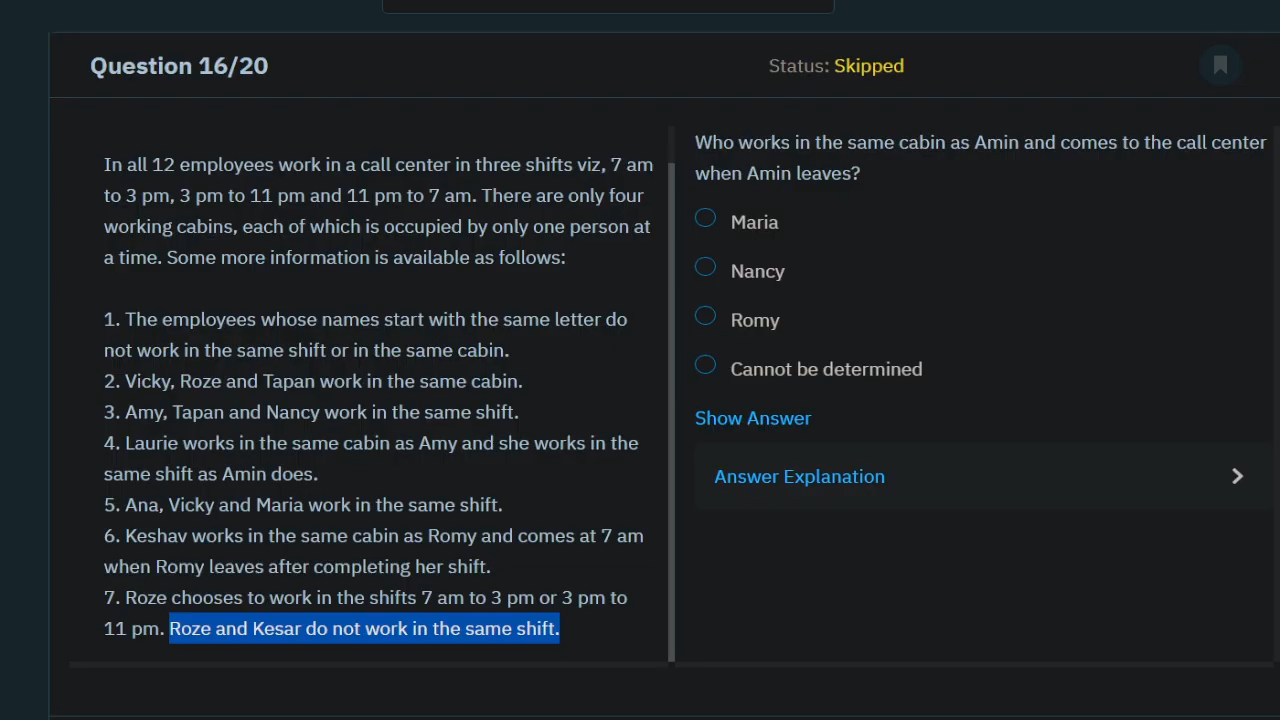 Question 16/20
Status: Skipped
In all 12 employees work in a call center in three shifts viz, 7 am
to 3 pm, 3 pm to 11 pm and 11 pm to 7 am. There are only four
working cabins, each of which is occupied by only one person at
a time. Some more information is available as follows:
1. The employees whose names start with the same letter do
not work in the same shift or in the same cabin.
2. Vicky, Roze and Tapan work in the same cabin.
3. Amy, Tapan and Nancy work in the same shift.
4. Laurie works in the same cabin as Amy and she works in the
same shift as Amin does.
5. Ana, Vicky and Maria work in the same shift.
6. Keshav works in the same cabin as Romy and comes at 7 am
when Romy leaves after completing her shift.
7. Roze chooses to work in the shifts 7 am to 3 pm or 3 pm to
11 pm. Roze and Kesar do not work in the same shift.
Who works in the same cabin as Amin and comes to the call center
when Amin leaves?
Maria
Nancy
Romy
Cannot be determined
Show Answer
Answer Explanation